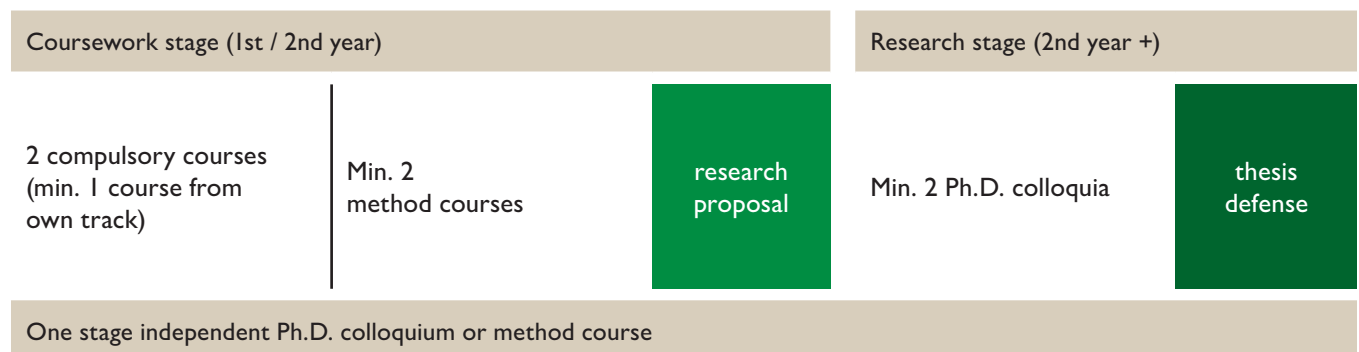 Coursework stage (1st / 2nd year)
Research stage (2nd year +)
2 compulsory courses
(min. 1 course from
own track)
Min. 2
method courses
research
proposal
Min. 2 Ph.D. colloquia
thesis
defense
One stage independent Ph.D. colloquium or method course